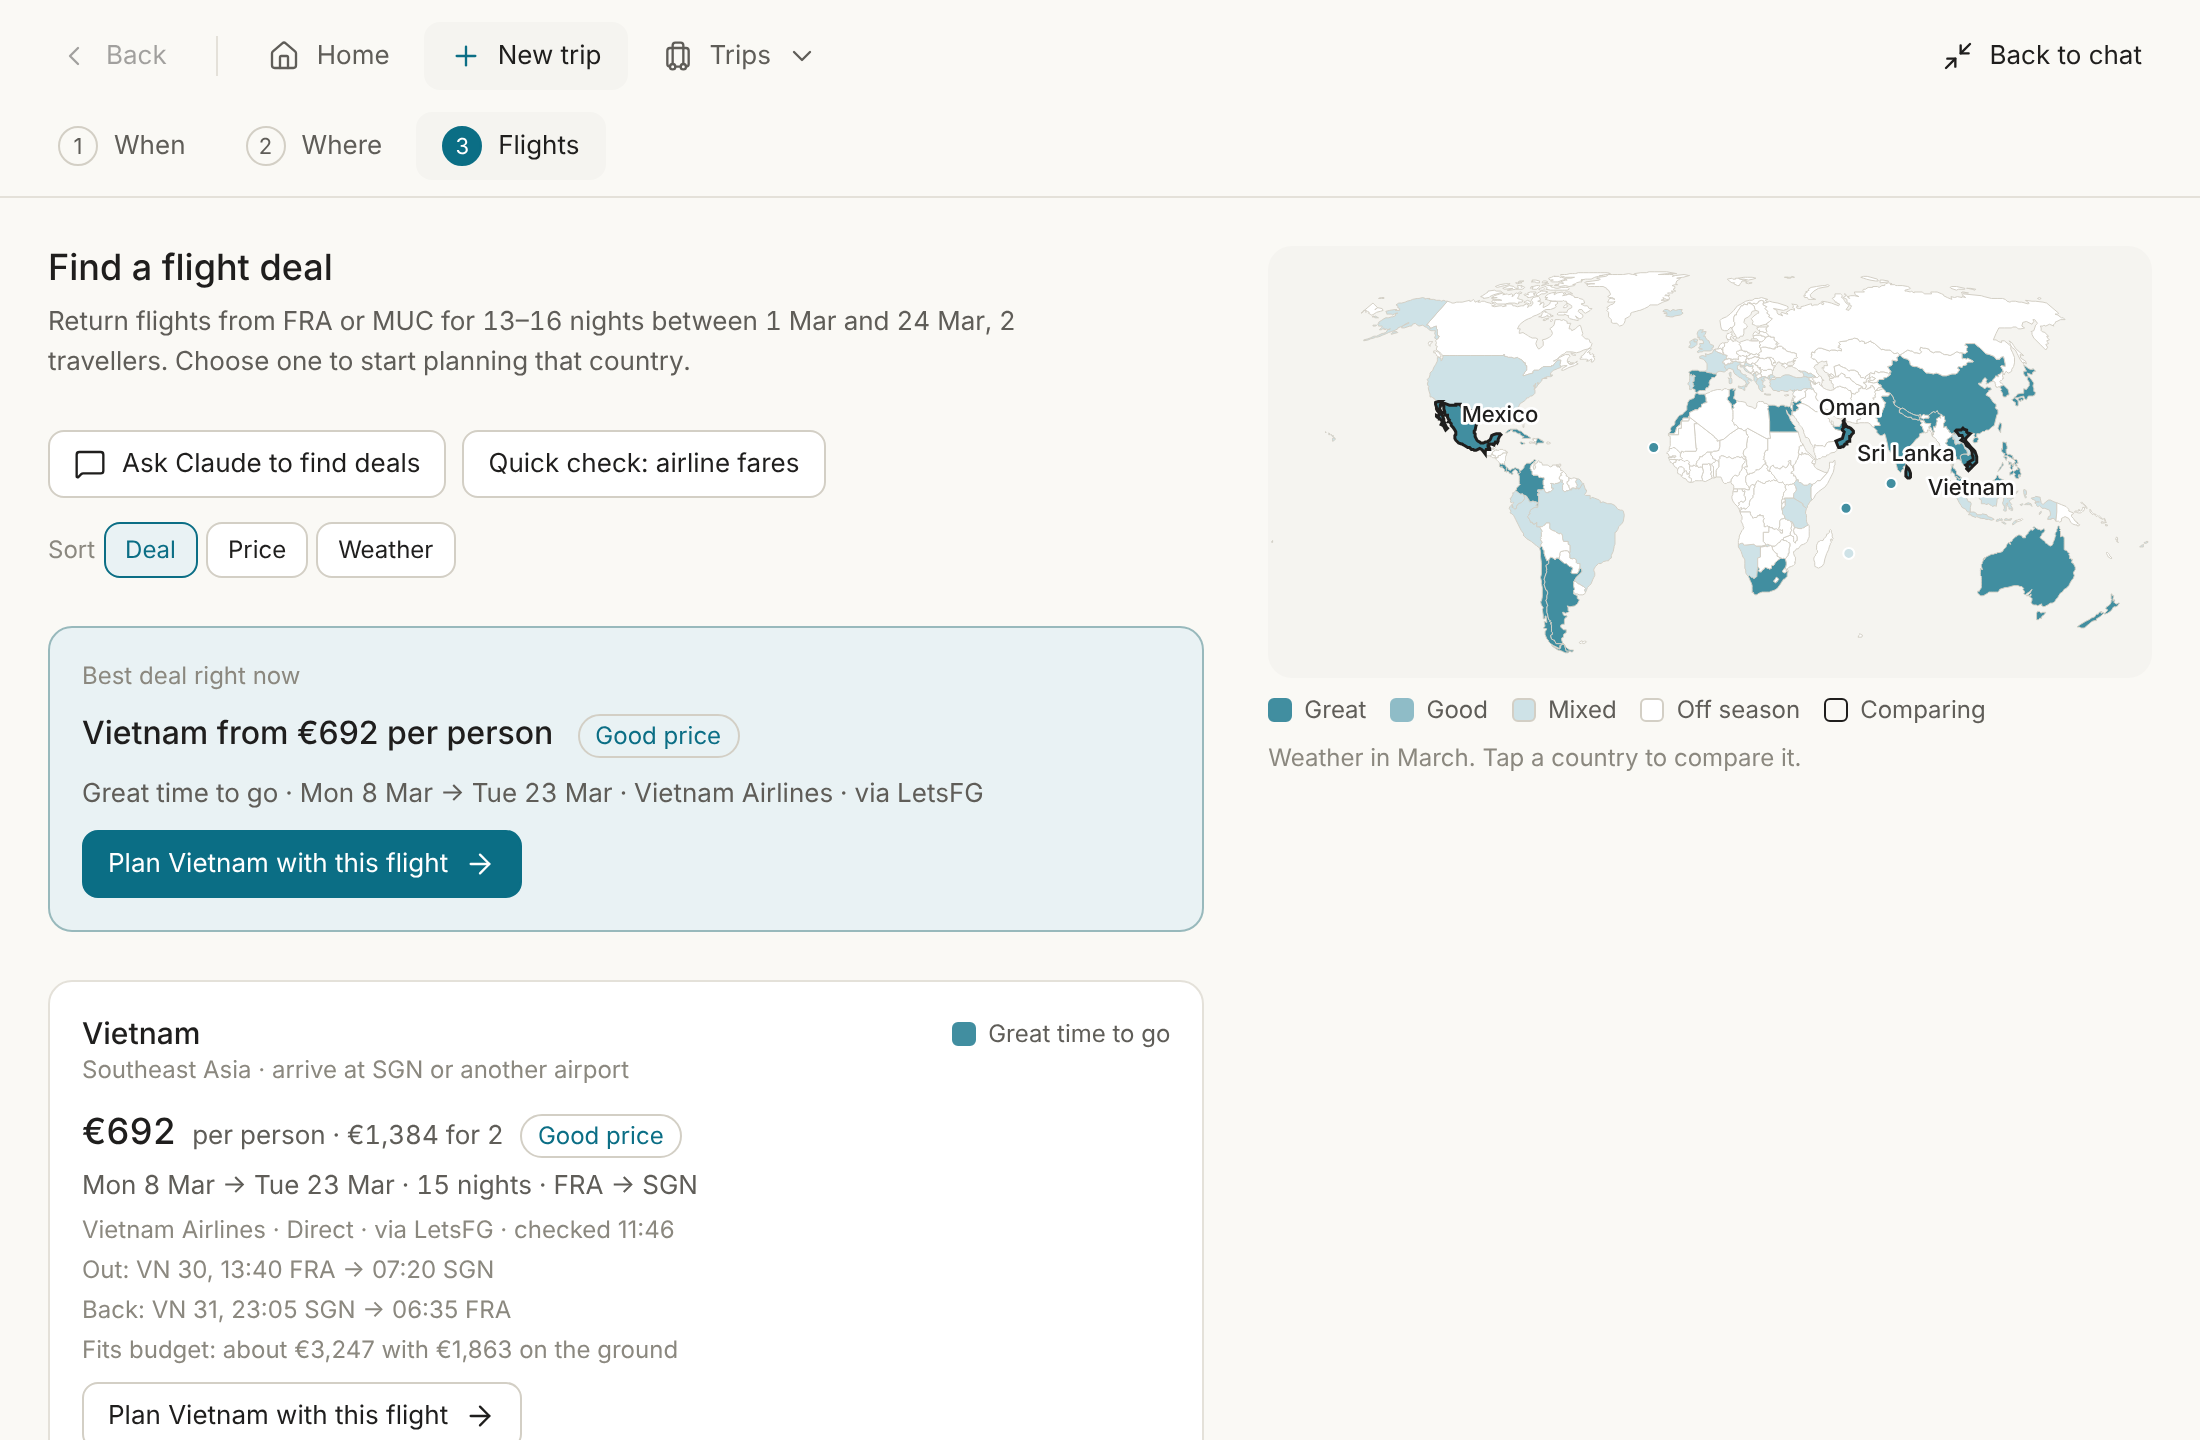 Back
Home
New trip
Trips
Back to chat
1 When
2 Where
3 Flights
Find a flight deal
Return flights from FRA or MUC for 13–16 nights between 1 Mar and 24 Mar, 2
travellers. Choose one to start planning that country.
Ask Claude to find deals
Quick check: airline fares
Sort
Deal
Price
Weather
Best deal right now
Vietnam from €692 per person
Good price
Great time to go · Mon 8 Mar → Tue 23 Mar · Vietnam Airlines · via LetsFG
Plan Vietnam with this flight →
Vietnam
Great time to go
Southeast Asia · arrive at SGN or another airport
€692 per person · €1,384 for 2
Good price
Mon 8 Mar → Tue 23 Mar · 15 nights · FRA → SGN
Vietnam Airlines · Direct · via LetsFG · checked 11:46
Out: VN 30, 13:40 FRA → 07:20 SGN
Back: VN 31, 23:05 SGN → 06:35 FRA
Fits budget: about €3,247 with €1,863 on the ground
Plan Vietnam with this flight →
Mexico
Oman
Sri Lanka
Vietnam
Great
Good
Mixed
Off season
Comparing
Weather in March. Tap a country to compare it.